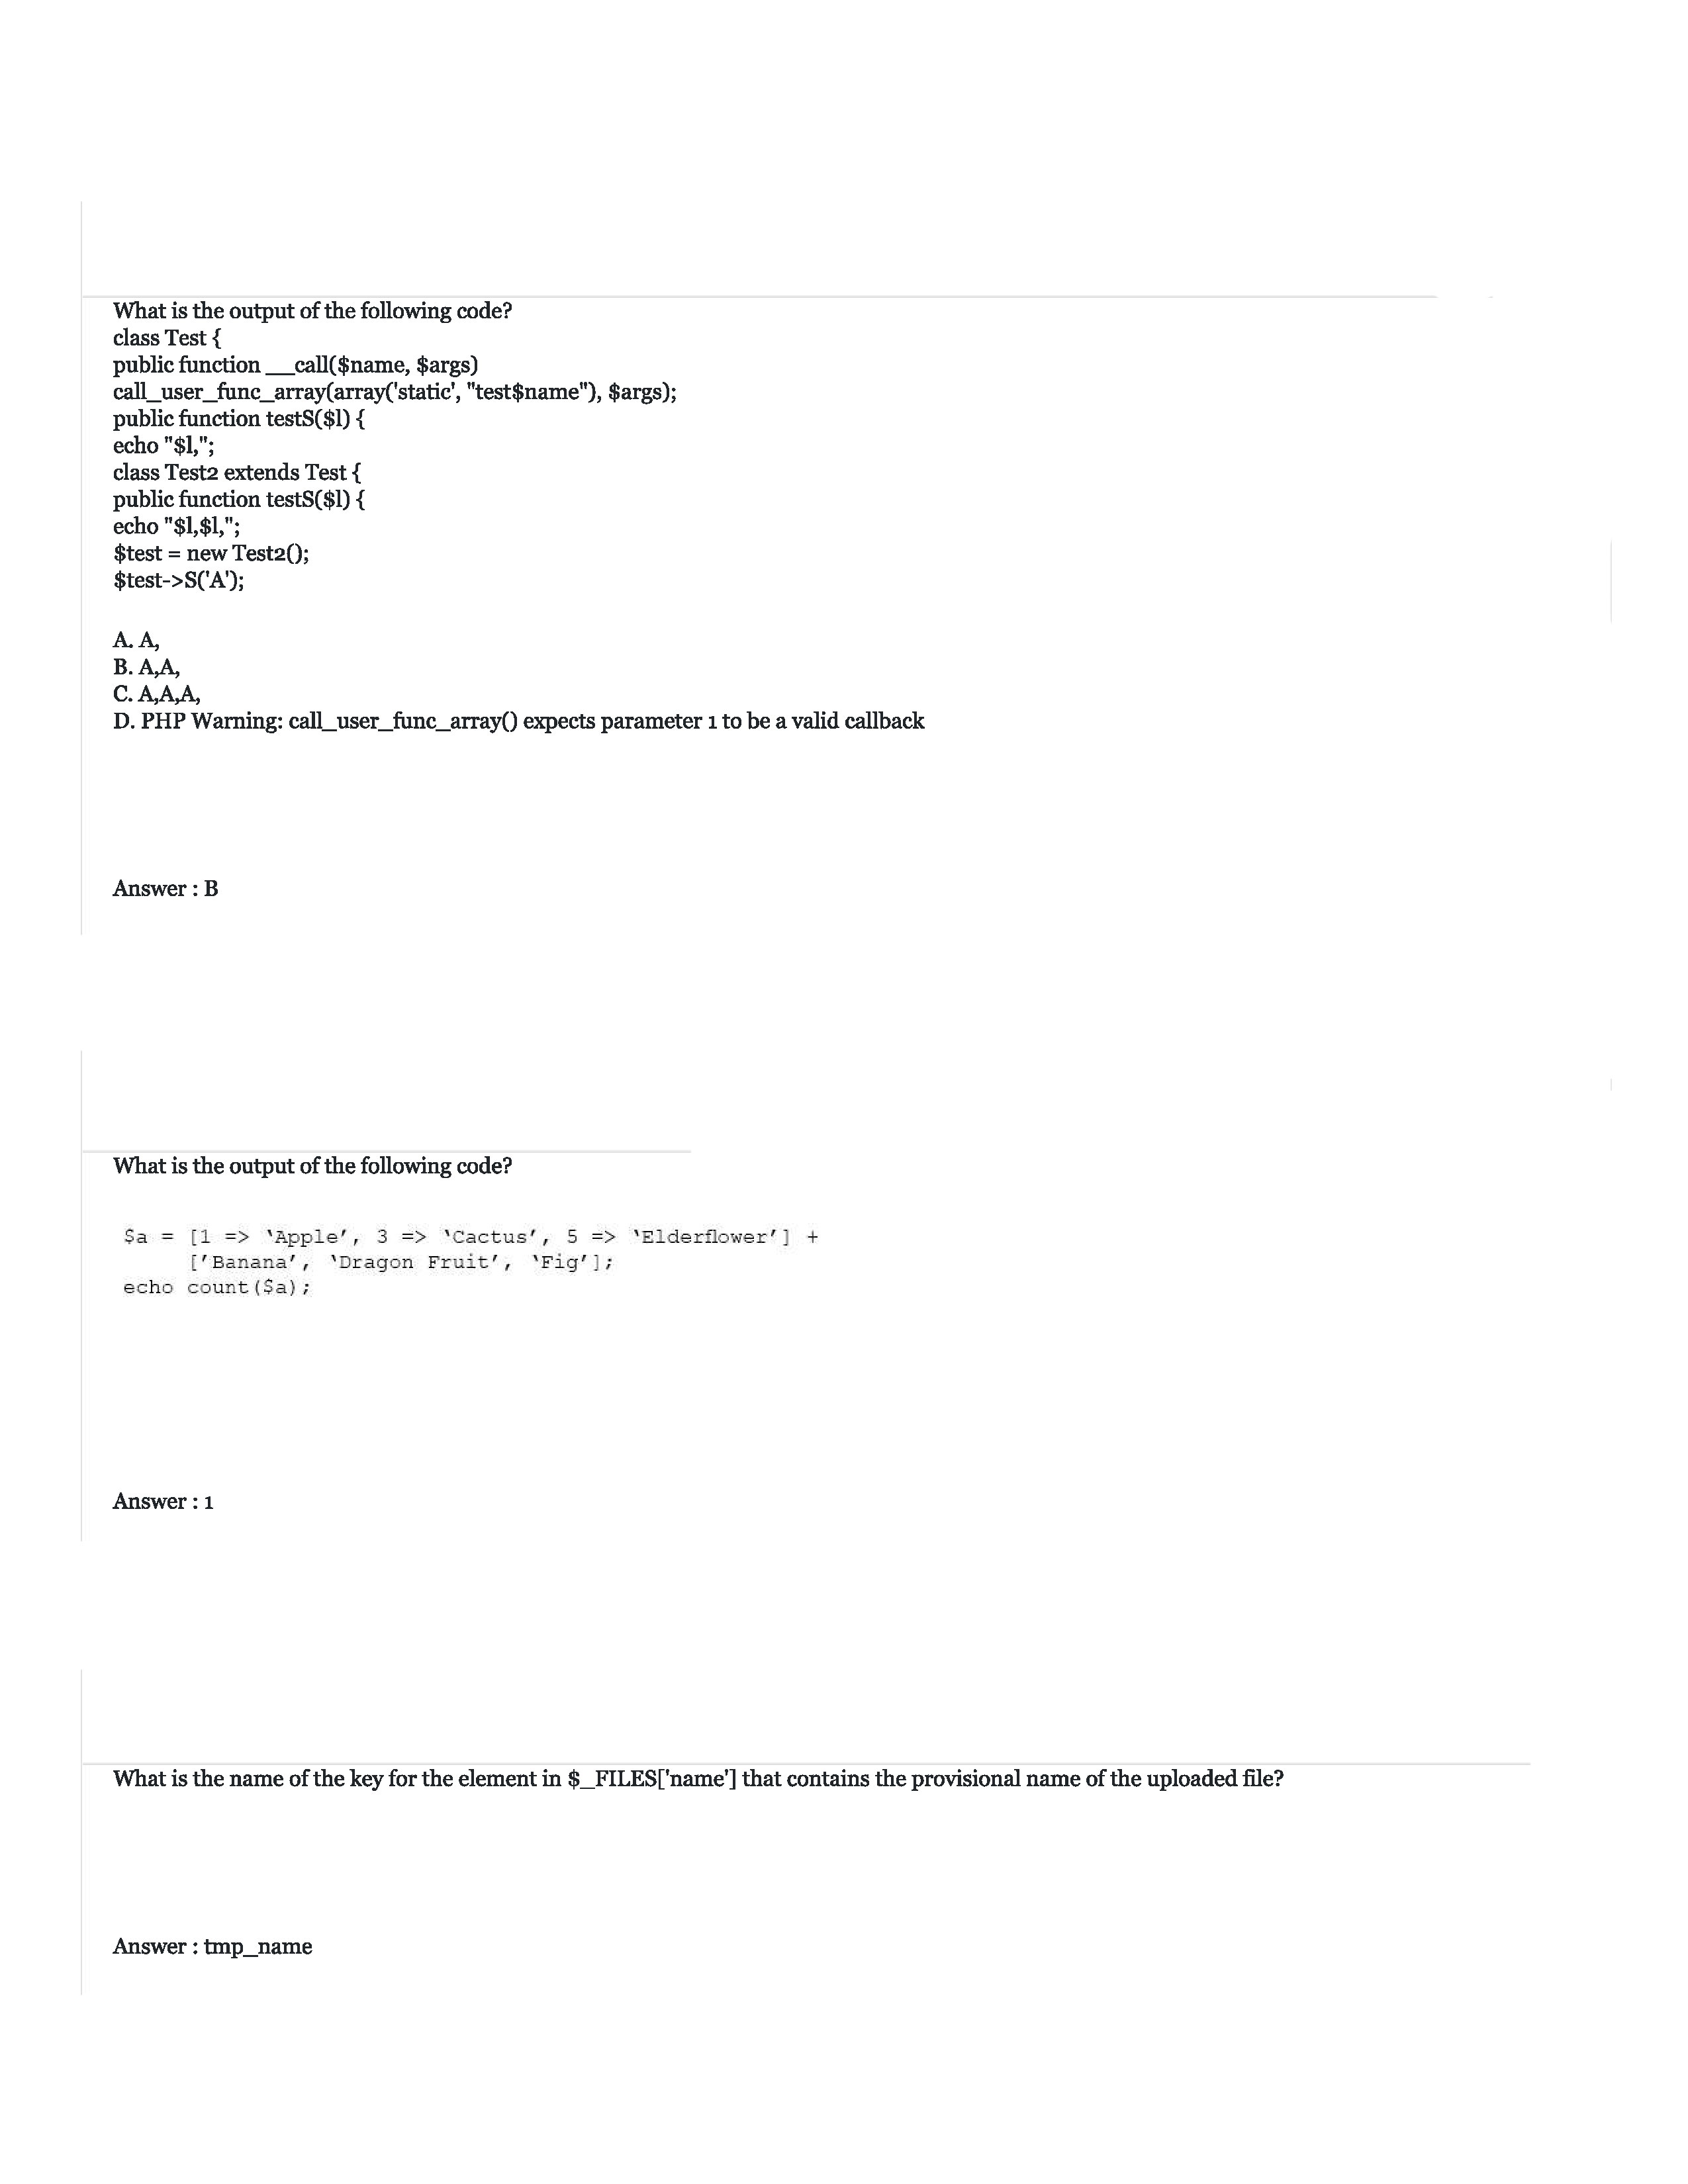 What is the output of the following code?
class Test {
public function __call($name, $args)
call_user_func_array(array('static', "test$name"), $args);
public function testS($l) {
echo "$l,";
class Test2 extends Test {
public function testS($l) {
echo "$l,$l,";
$test = new Test2();
$test->S('A');
A. A,
B. A,A,
C. A,A,A,
D. PHP Warning: call_user_func_array() expects parameter 1 to be a valid callback
Answer : B
What is the output of the following code?
$a = [1 => ‘Apple’, 3 => ‘Cactus’, 5 => ‘Elderflower’] +
[’Banana’, ‘Dragon Fruit’, ‘Fig’];
echo count($a);
Answer : 1
What is the name of the key for the element in $_FILES['name'] that contains the provisional name of the uploaded file?
Answer : tmp_name